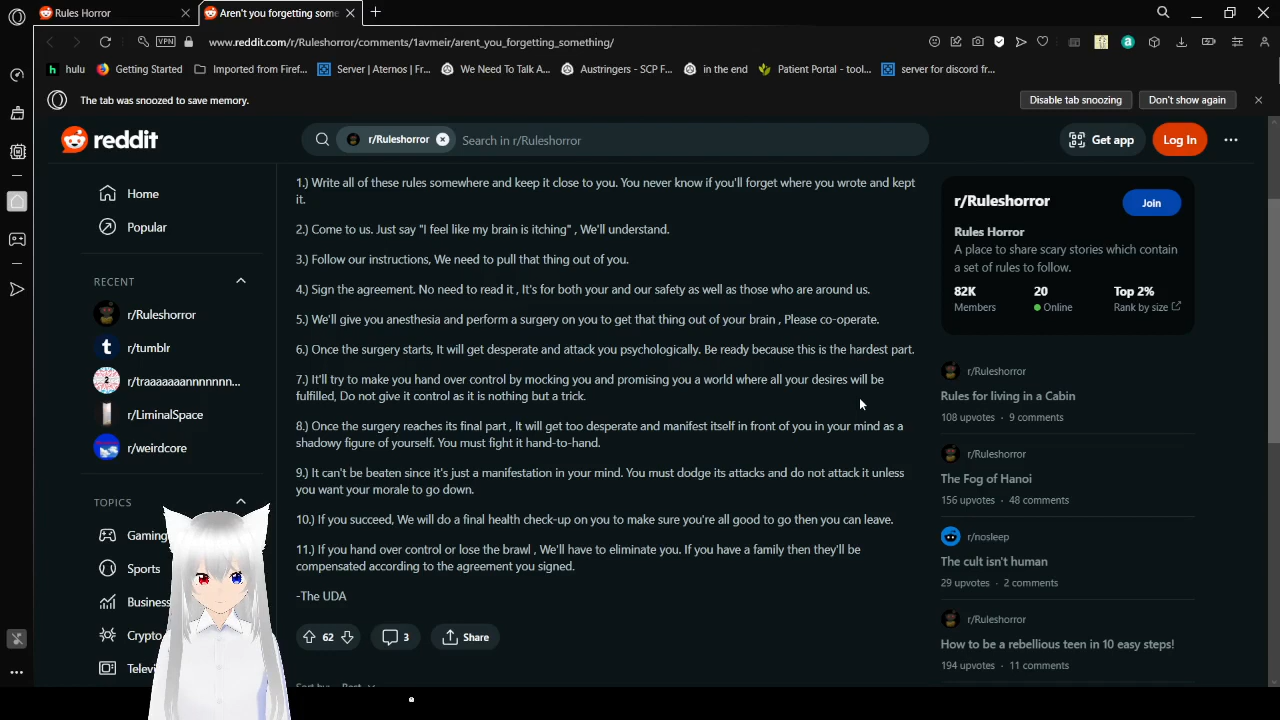 Rules Horror
Aren't you forgetting some
VPN
www.reddit.com/r/Ruleshorror/comments/1avmeir/arent_you_forgetting_something/
hulu
Getting Started
Imported from Firef...
Server | Aternos | Fr...
We Need To Talk A...
Austringers - SCP F...
in the end
Patient Portal - tool...
server for discord fr...
The tab was snoozed to save memory.
Disable tab snoozing
Don't show again
reddit
r/Ruleshorror
Search in r/Ruleshorror
Get app
Log In
Home
Popular
RECENT
r/Ruleshorror
r/tumblr
r/traaaaaaannnnnnn...
r/LiminalSpace
r/weirdcore
TOPICS
Gaming
Sports
Business
Crypto
Televi
1.) Write all of these rules somewhere and keep it close to you. You never know if you'll forget where you wrote and kept
it.
2.) Come to us. Just say "I feel like my brain is itching" , We'll understand.
3.) Follow our instructions, We need to pull that thing out of you.
4.) Sign the agreement. No need to read it , It's for both your and our safety as well as those who are around us.
5.) We'll give you anesthesia and perform a surgery on you to get that thing out of your brain , Please co-operate.
6.) Once the surgery starts, It will get desperate and attack you psychologically. Be ready because this is the hardest part.
7.) It'll try to make you hand over control by mocking you and promising you a world where all your desires will be
fulfilled, Do not give it control as it is nothing but a trick.
8.) Once the surgery reaches its final part , It will get too desperate and manifest itself in front of you in your mind as a
shadowy figure of yourself. You must fight it hand-to-hand.
9.) It can't be beaten since it's just a manifestation in your mind. You must dodge its attacks and do not attack it unless
you want your morale to go down.
10.) If you succeed, We will do a final health check-up on you to make sure you're all good to go then you can leave.
11.) If you hand over control or lose the brawl , We'll have to eliminate you. If you have a family then they'll be
compensated according to the agreement you signed.
-The UDA
62
3
Share
r/Ruleshorror
Join
Rules Horror
A place to share scary stories which contain
a set of rules to follow.
82K
20
Top 2%
Members
Online
Rank by size
r/Ruleshorror
Rules for living in a Cabin
108 upvotes · 9 comments
r/Ruleshorror
The Fog of Hanoi
156 upvotes · 48 comments
r/nosleep
The cult isn't human
29 upvotes · 2 comments
r/Ruleshorror
How to be a rebellious teen in 10 easy steps!
194 upvotes · 11 comments